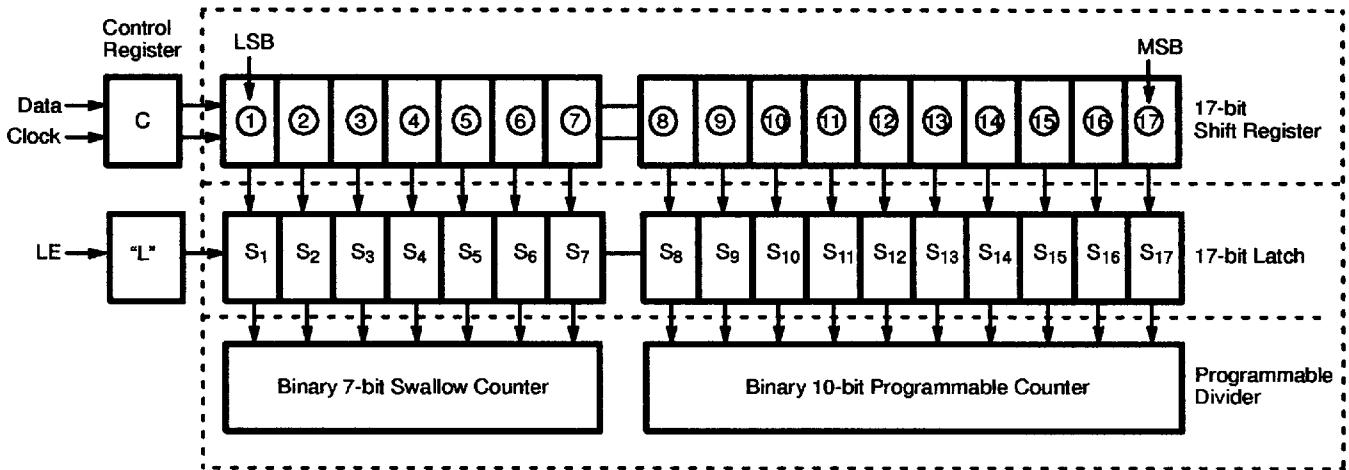 Control
Register
LSB
MSB
Data
Clock
C
1 2 3 4 5 6 7 8 9 10 11 12 13 14 15 16 17
17-bit
Shift Register
LE
"L"
S1 S2 S3 S4 S5 S6 S7 S8 S9 S10 S11 S12 S13 S14 S15 S16 S17
17-bit Latch
Binary 7-bit Swallow Counter
Binary 10-bit Programmable Counter
Programmable
Divider